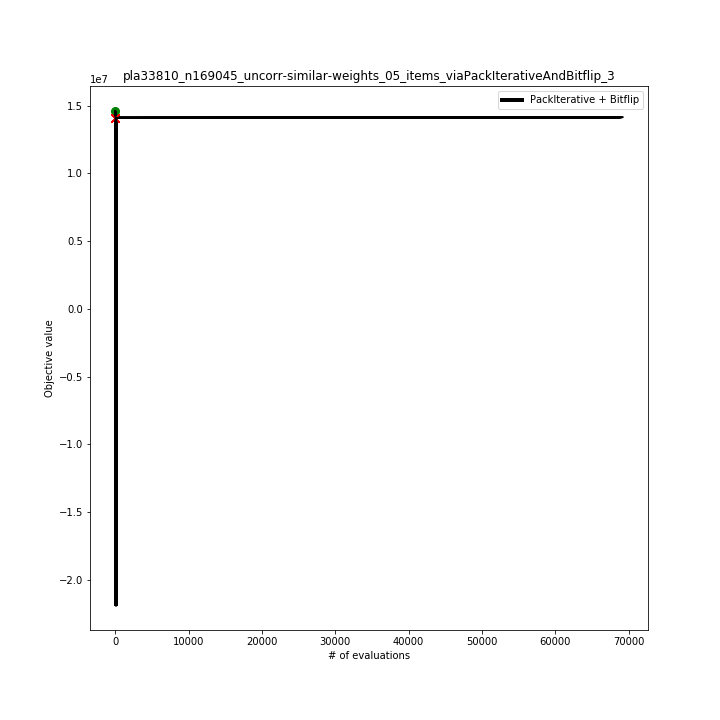 pla33810_n169045_uncorr-similar-weights_05_items_viaPackIterativeAndBitflip_3
1e7
PackIterative + Bitflip
1.5
1.0
0.5
0.0
−0.5
−1.0
−1.5
−2.0
Objective value
0 10000 20000 30000 40000 50000 60000 70000
# of evaluations